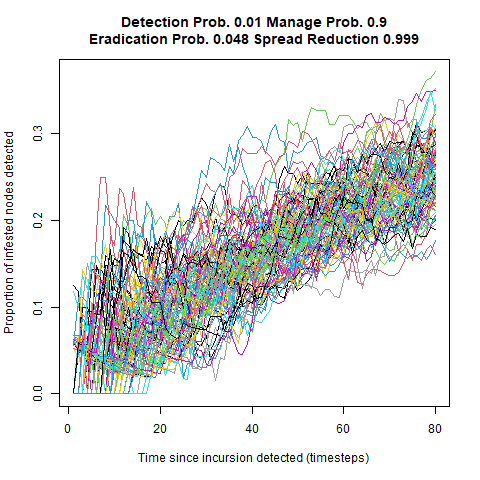 Detection Prob. 0.01 Manage Prob. 0.9
Eradication Prob. 0.048 Spread Reduction 0.999
Proportion of infested nodes detected
0.3
0.2
0.1
0.0
0 20 40 60 80
Time since incursion detected (timesteps)